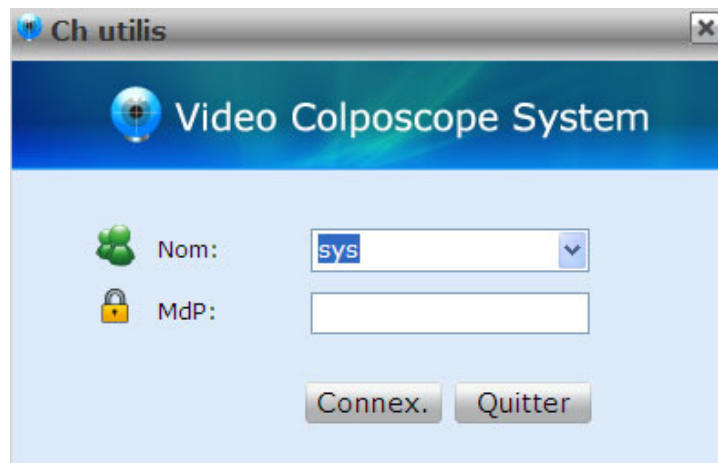 Ch utilis
Video Colposcope System
Nom:
sys
MdP:
Connex.
Quitter